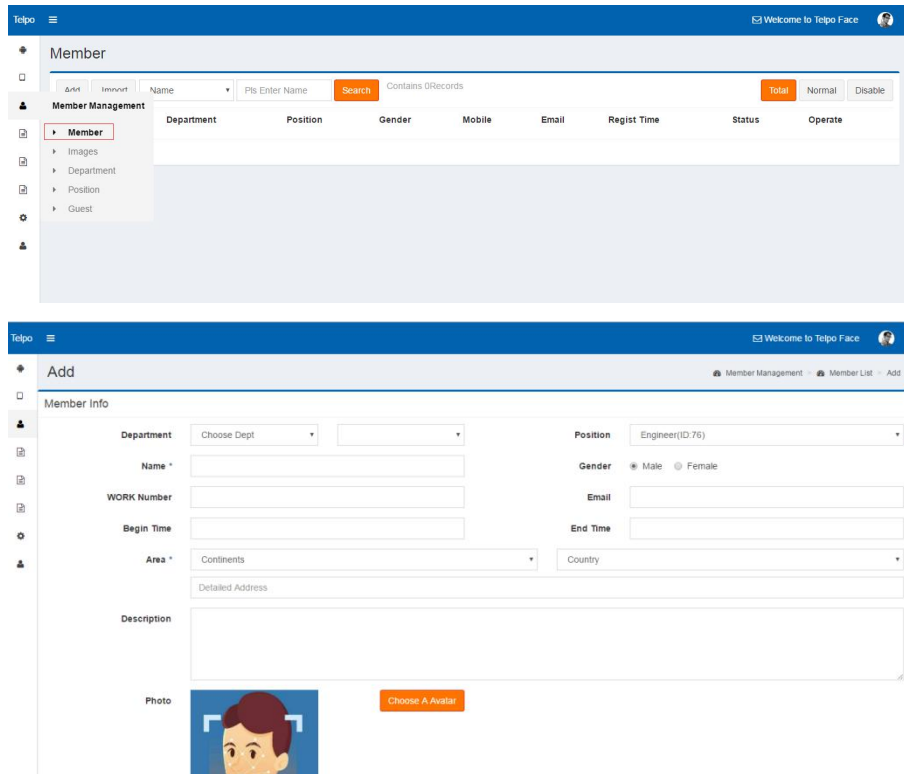 Telpo Welcome to Telpo Face
Member
Add Import Name Pls Enter Name Search Contains 0Records Total Normal Disable
Member Management
Department Position Gender Mobile Email Regist Time Status Operate
Member
Images
Department
Position
Guest
Telpo Welcome to Telpo Face
Add Member Management > Member List > Add
Member Info
Department Choose Dept Position Engineer(ID:76)
Name * Gender Male Female
WORK Number Email
Begin Time End Time
Area * Continents Country
Detailed Address
Description
Photo Choose A Avatar